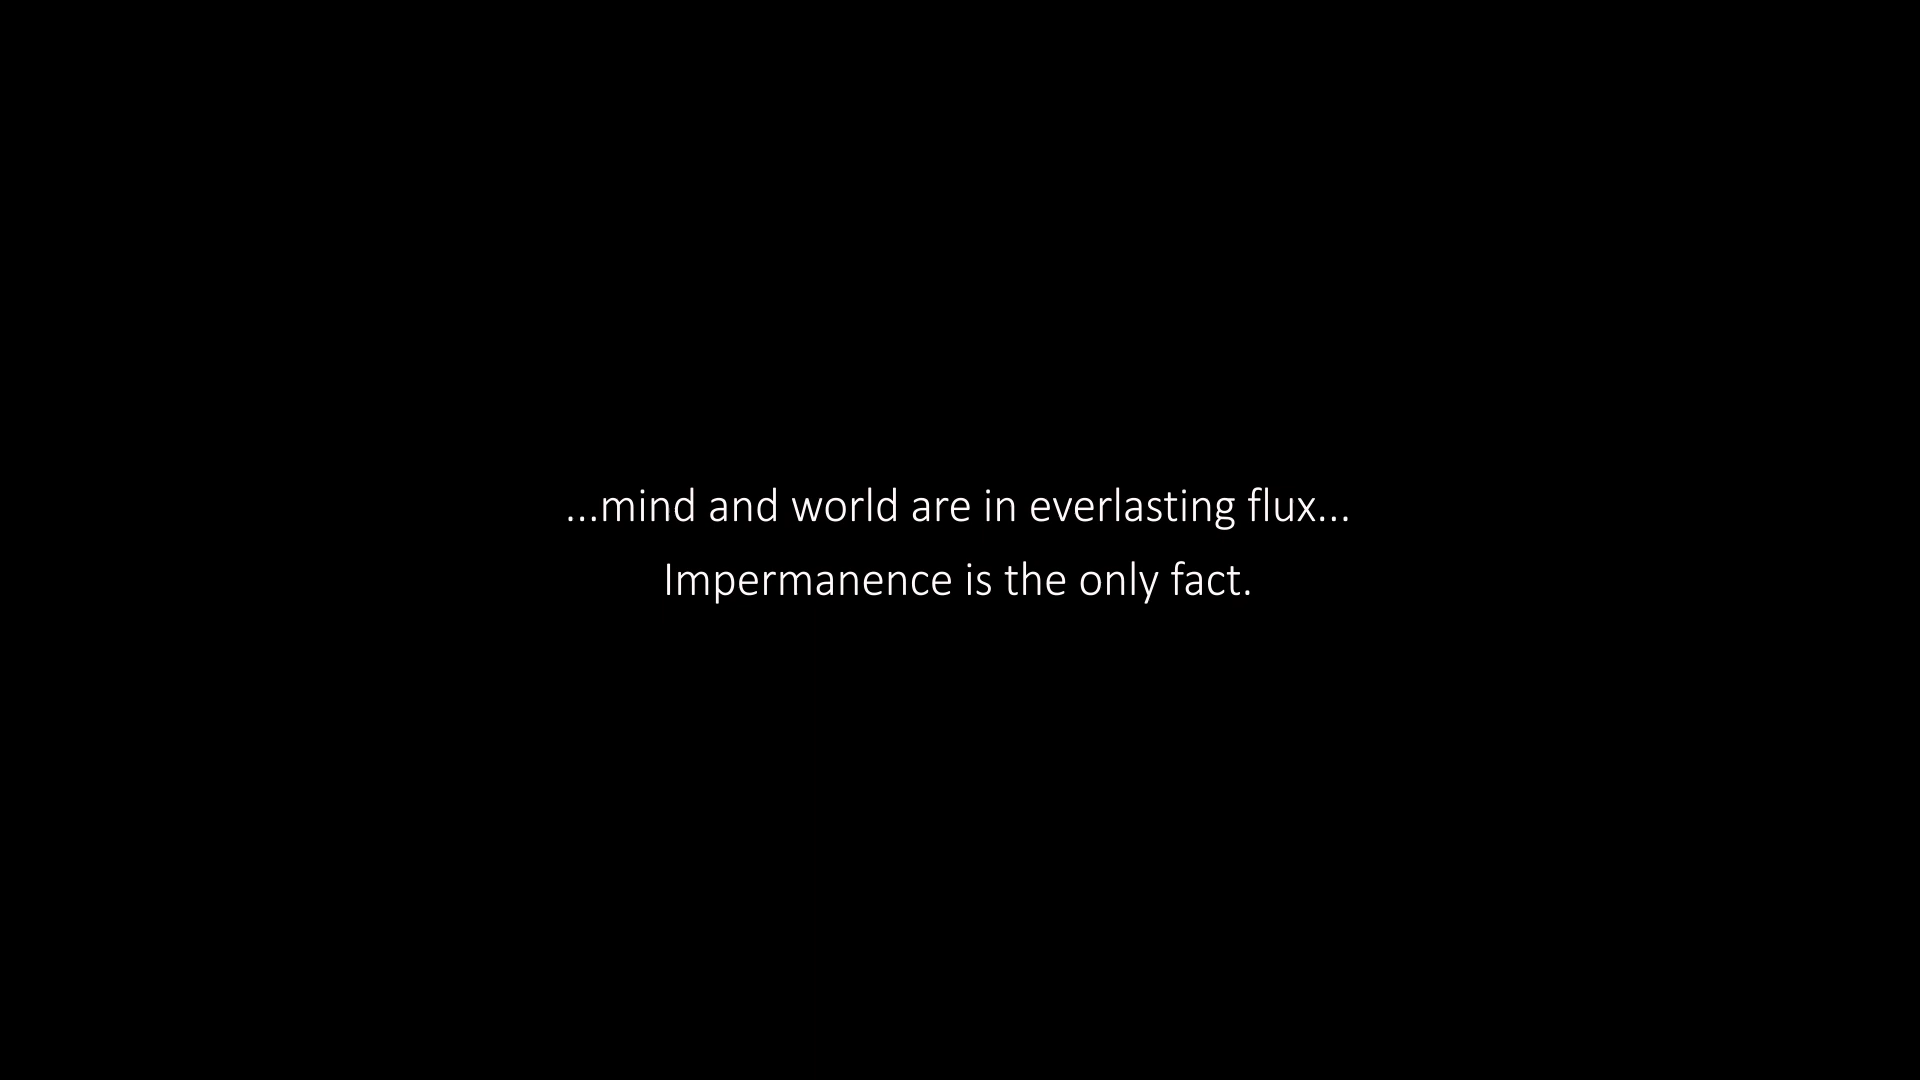 ...mind and world are in everlasting flux...
Impermanence is the only fact.